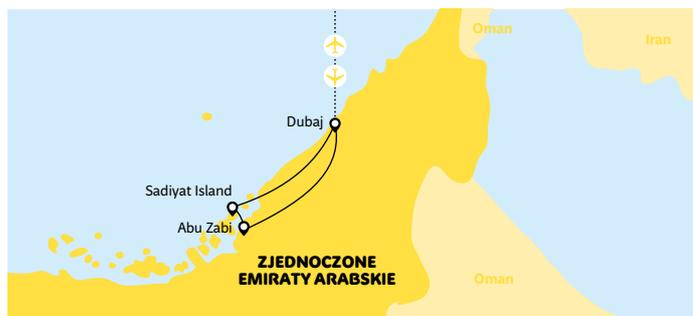 Oman
Iran
Dubaj
Sadiyat Island
Abu Zabi
ZJEDNOCZONE
EMIRATY ARABSKIE
Oman